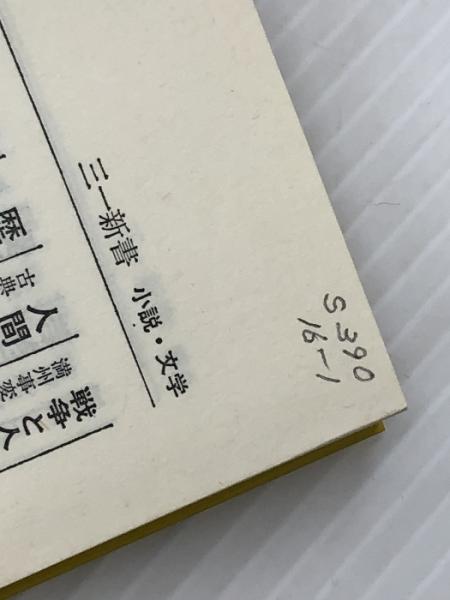 三一新書 小説・文学
歴
人間
古典
満州事変
戦争と人
S 390
16-1